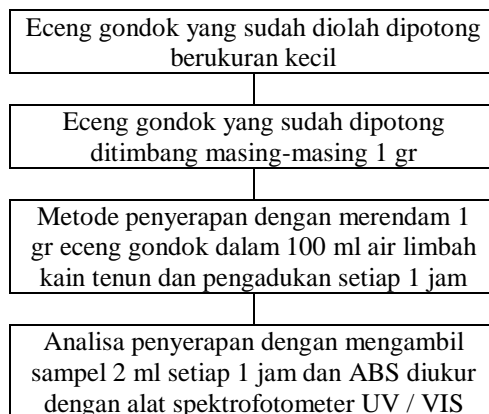 Eceng gondok yang sudah diolah dipotong
berukuran kecil
Eceng gondok yang sudah dipotong
ditimbang masing-masing 1 gr
Metode penyerapan dengan merendam 1
gr eceng gondok dalam 100 ml air limbah
kain tenun dan pengadukan setiap 1 jam
Analisa penyerapan dengan mengambil
sampel 2 ml setiap 1 jam dan ABS diukur
dengan alat spektrofotometer UV / VIS